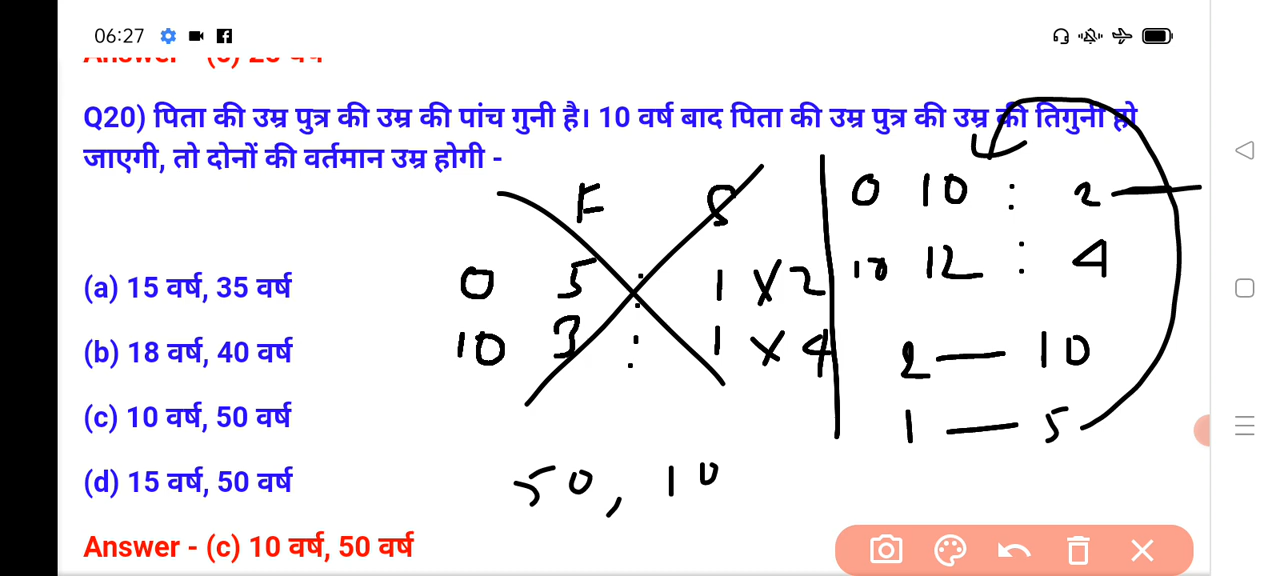 06:27
Q20) पिता की उम्र पुत्र की उम्र की पांच गुनी है। 10 वर्ष बाद पिता की उम्र पुत्र की उम्र की तिगुनी हो
जाएगी, तो दोनों की वर्तमान उम्र होगी -
F S
0 5 : 1 X 2
10 3 : 1 X 4
0 10 : 2
10 12 : 4
2 — 10
1 — 5
50, 10
(a) 15 वर्ष, 35 वर्ष
(b) 18 वर्ष, 40 वर्ष
(c) 10 वर्ष, 50 वर्ष
(d) 15 वर्ष, 50 वर्ष
Answer - (c) 10 वर्ष, 50 वर्ष